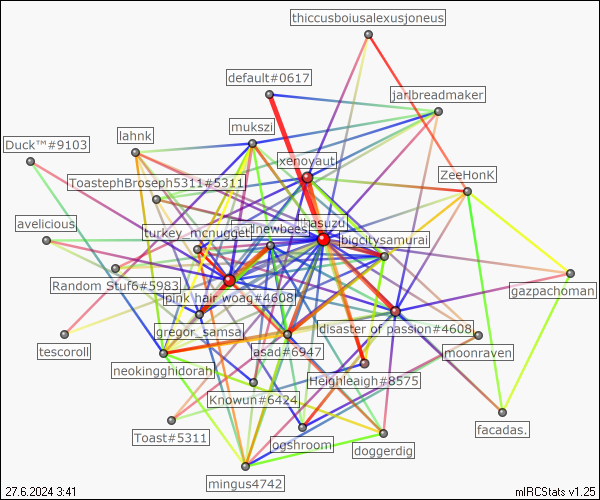 thiccusboiusalexusjoneus
default#0617
jarlbreadmaker
mukszi
lahnk
Duck™#9103
xenoyaut
ZeeHonK
ToastephBroseph5311#5311
avelicious
turkey_mcnugget
newbees
asuzu
bigcitysamurai
Random Stuf6#5983
gazpachoman
pink hair woag#4608
gregor_samsa
disaster of passion#4608
tescoroll
asad#6947
moonraven
neokingghidorah
Heighleaigh#8575
Knowun#6424
facadas.
Toast#5311
ogshroom
doggerdig
mingus4742
27.6.2024 3:41
mIRCStats v1.25